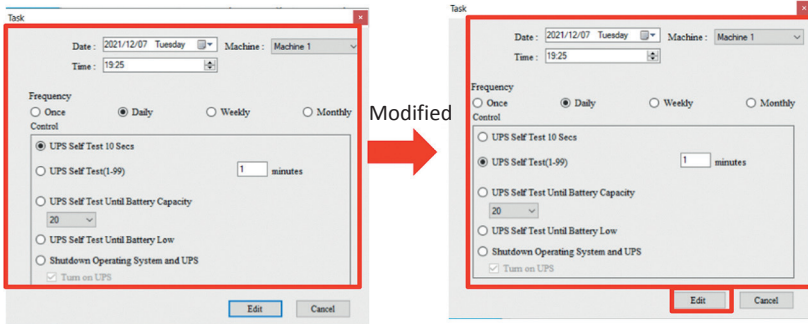 Task
Date : 2021/12/07 Tuesday Machine : Machine 1
Time : 19:25
Frequency
Once Daily Weekly Monthly
Control
UPS Self Test 10 Secs
UPS Self Test(1-99) 1 minutes
UPS Self Test Until Battery Capacity
20
UPS Self Test Until Battery Low
Shutdown Operating System and UPS
Turn on UPS
Edit Cancel
Modified
Task
Date : 2021/12/07 Tuesday Machine : Machine 1
Time : 19:25
Frequency
Once Daily Weekly Monthly
Control
UPS Self Test 10 Secs
UPS Self Test(1-99) 1 minutes
UPS Self Test Until Battery Capacity
20
UPS Self Test Until Battery Low
Shutdown Operating System and UPS
Turn on UPS
Edit Cancel